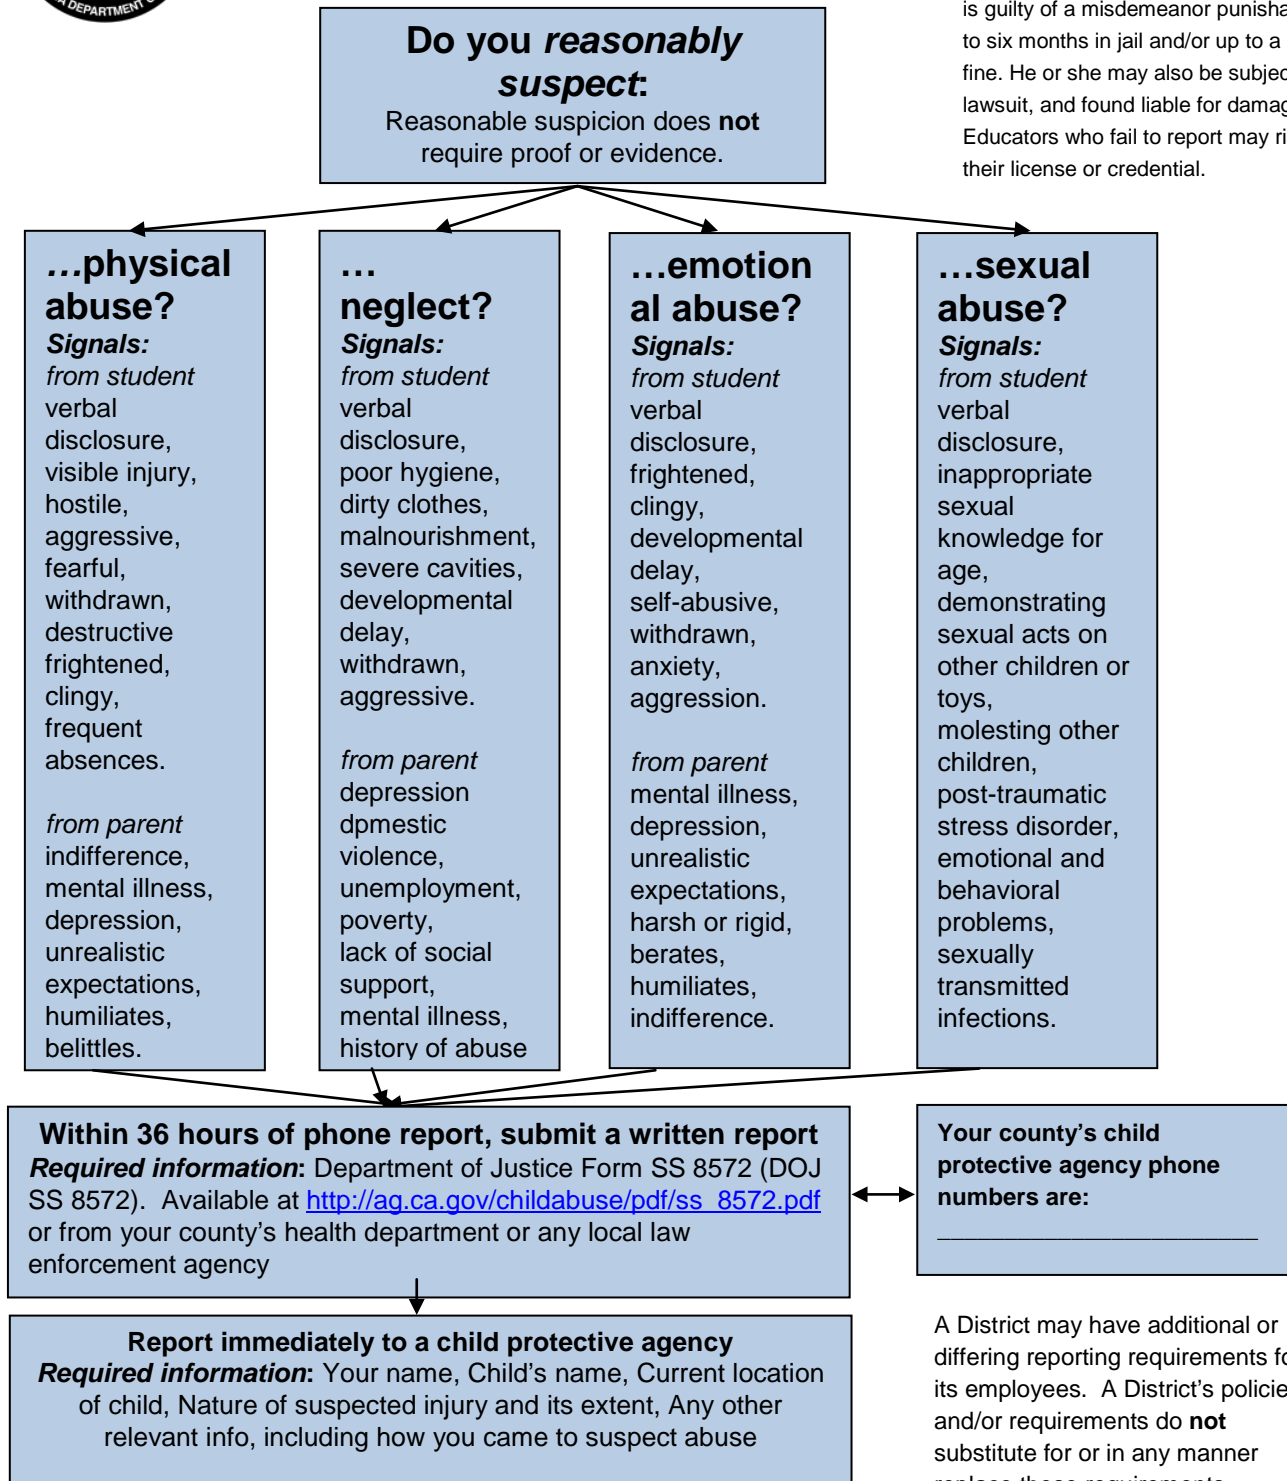 DEPARTMENT
is guilty of a misdemeanor
to six months in jail and/or up to a
fine. He or she may also be
lawsuit, and found liable for
Educators who fail to report may
their license or credential.
Do you reasonably
suspect:
Reasonable suspicion does not
require proof or evidence.
…physical
abuse?
Signals:
from student
verbal
disclosure,
visible injury,
hostile,
aggressive,
fearful,
withdrawn,
destructive
frightened,
clingy,
frequent
absences.
from parent
indifference,
mental illness,
depression,
unrealistic
expectations,
humiliates,
belittles.
…
neglect?
Signals:
from student
verbal
disclosure,
poor hygiene,
dirty clothes,
malnourishment,
severe cavities,
developmental
delay,
withdrawn,
aggressive.
from parent
depression
dpmestic
violence,
unemployment,
poverty,
lack of social
support,
mental illness,
history of abuse
…emotion
al abuse?
Signals:
from student
verbal
disclosure,
frightened,
clingy,
developmental
delay,
self-abusive,
withdrawn,
anxiety,
aggression.
from parent
mental illness,
depression,
unrealistic
expectations,
harsh or rigid,
berates,
humiliates,
indifference.
…sexual
abuse?
Signals:
from student
verbal
disclosure,
inappropriate
sexual
knowledge for
age,
demonstrating
sexual acts on
other children or
toys,
molesting other
children,
post-traumatic
stress disorder,
emotional and
behavioral
problems,
sexually
transmitted
infections.
Within 36 hours of phone report, submit a written report
Required information: Department of Justice Form SS 8572 (DOJ
SS 8572).  Available at http://ag.ca.gov/childabuse/pdf/ss_8572.pdf
or from your county's health department or any local law
enforcement agency
Your county's child
protective agency phone
numbers are:
Report immediately to a child protective agency
Required information: Your name, Child's name, Current location
of child, Nature of suspected injury and its extent, Any other
relevant info, including how you came to suspect abuse
A District may have additional or
differing reporting requirements
its employees.  A District's
and/or requirements do not
substitute for or in any manner
replace these requirements